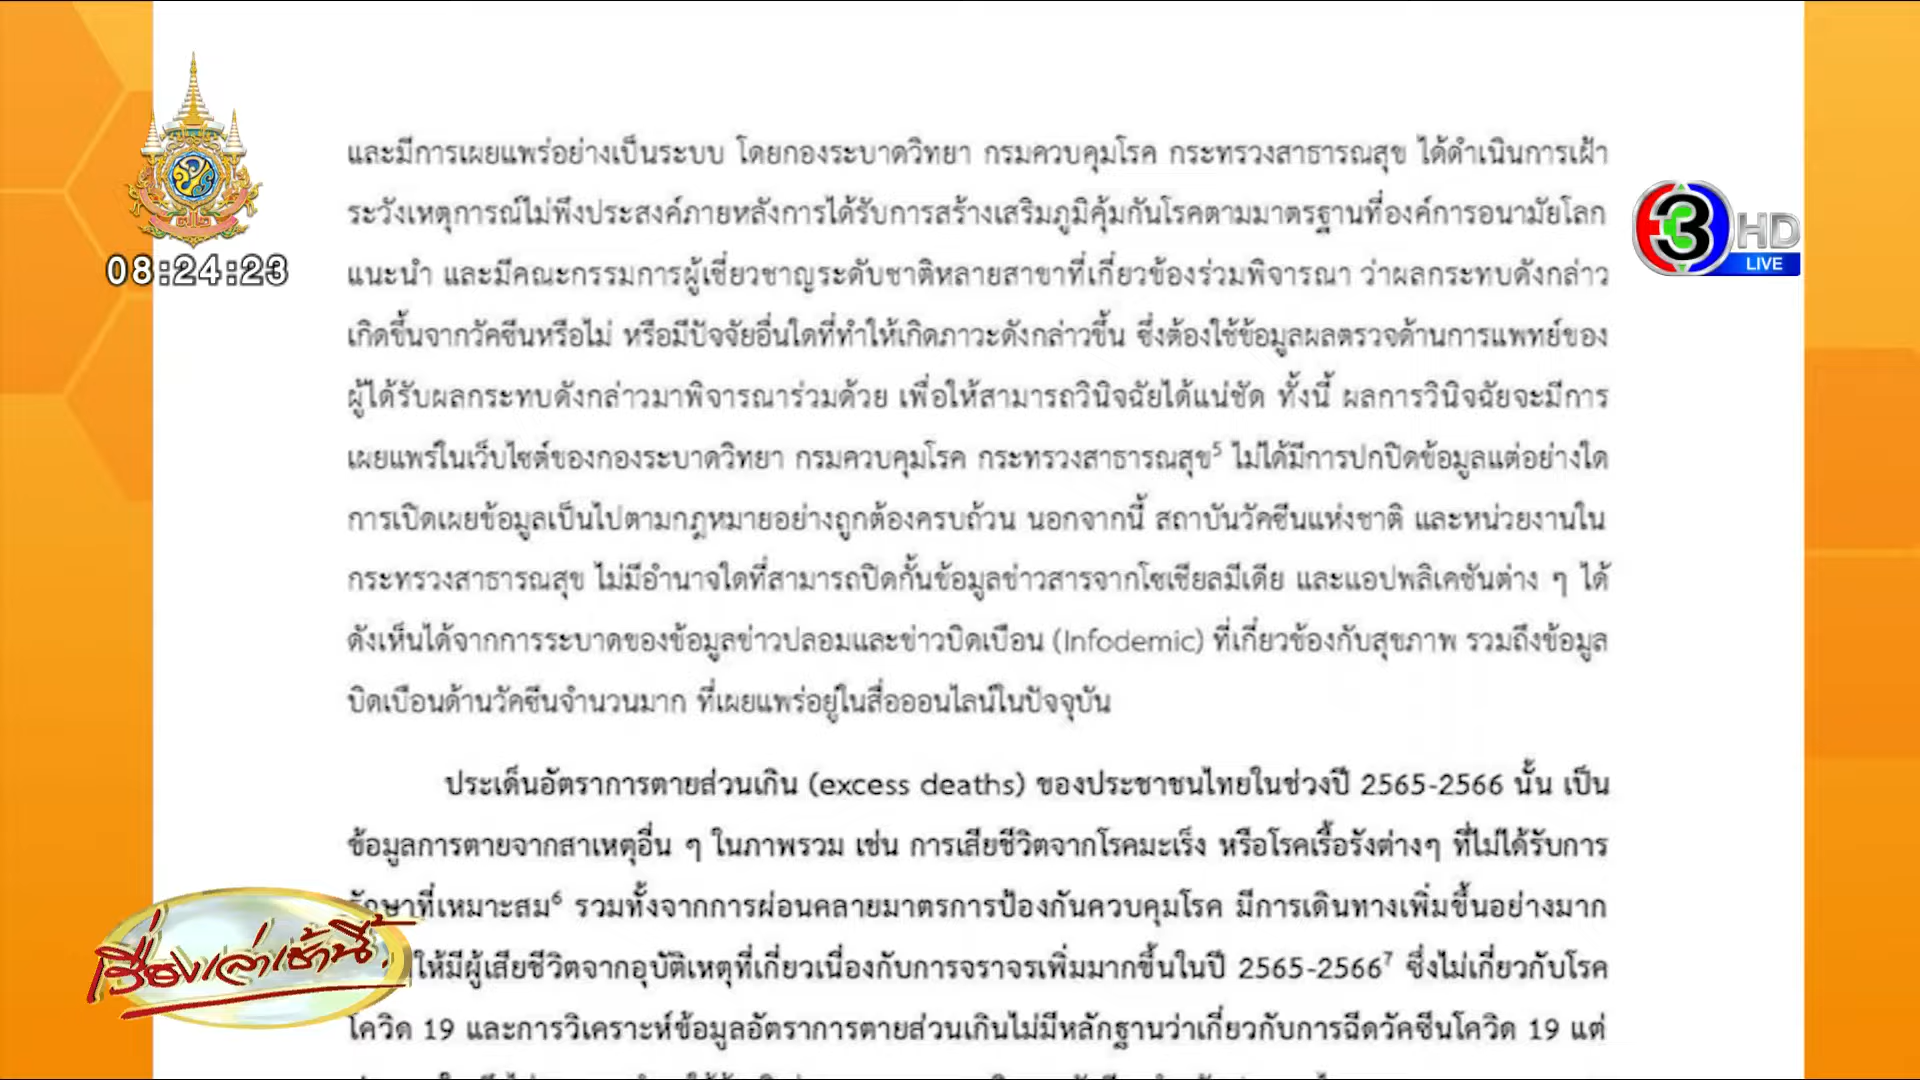 และมีการเผยแพร่อย่างเป็นระบบ โดยกองระบาดวิทยา กรมควบคุมโรค กระทรวงสาธารณสุข ได้ดำเนินการเฝ้า
ระวังเหตุการณ์ไม่พึงประสงค์ภายหลังการได้รับการสร้างเสริมภูมิคุ้มกันโรคตามมาตรฐานที่องค์การอนามัยโลก
3 HD
LIVE
08:24:23
แนะนำ และมีคณะกรรมการผู้เชี่ยวชาญระดับชาติหลายสาขาที่เกี่ยวข้องร่วมพิจารณา ว่าผลกระทบดังกล่าว
เกิดขึ้นจากวัคซีนหรือไม่ หรือมีปัจจัยอื่นใดที่ทำให้เกิดภาวะดังกล่าวขึ้น ซึ่งต้องใช้ข้อมูลผลตรวจด้านการแพทย์ของ
ผู้ได้รับผลกระทบดังกล่าวมาพิจารณาร่วมด้วย เพื่อให้สามารถวินิจฉัยได้แน่ชัด ทั้งนี้ ผลการวินิจฉัยจะมีการ
เผยแพร่ในเว็บไซต์ของกองระบาดวิทยา กรมควบคุมโรค กระทรวงสาธารณสุข⁵ ไม่ได้มีการปกปิดข้อมูลแต่อย่างใด
การเปิดเผยข้อมูลเป็นไปตามกฎหมายอย่างถูกต้องครบถ้วน นอกจากนี้ สถาบันวัคซีนแห่งชาติ และหน่วยงานใน
กระทรวงสาธารณสุข ไม่มีอำนาจใดที่สามารถปิดกั้นข้อมูลข่าวสารจากโซเชียลมีเดีย และแอปพลิเคชันต่าง ๆ ได้
ดังเห็นได้จากการระบาดของข้อมูลข่าวปลอมและข่าวบิดเบือน (Infodemic) ที่เกี่ยวข้องกับสุขภาพ รวมถึงข้อมูล
บิดเบือนด้านวัคซีนจำนวนมาก ที่เผยแพร่อยู่ในสื่อออนไลน์ในปัจจุบัน
ประเด็นอัตราการตายส่วนเกิน (excess deaths) ของประชาชนไทยในช่วงปี 2565-2566 นั้น เป็น
ข้อมูลการตายจากสาเหตุอื่น ๆ ในภาพรวม เช่น การเสียชีวิตจากโรคมะเร็ง หรือโรคเรื้อรังต่างๆ ที่ไม่ได้รับการ
รักษาที่เหมาะสม⁶ รวมทั้งจากการผ่อนคลายมาตรการป้องกันควบคุมโรค มีการเดินทางเพิ่มขึ้นอย่างมาก
ให้มีผู้เสียชีวิตจากอุบัติเหตุที่เกี่ยวเนื่องกับการจราจรเพิ่มมากขึ้นในปี 2565-2566⁷ ซึ่งไม่เกี่ยวกับโรค
เรื่องเล่าเช้านี้
โควิด 19 และการวิเคราะห์ข้อมูลอัตราการตายส่วนเกินไม่มีหลักฐานว่าเกี่ยวกับการฉีดวัคซีนโควิด 19 แต่